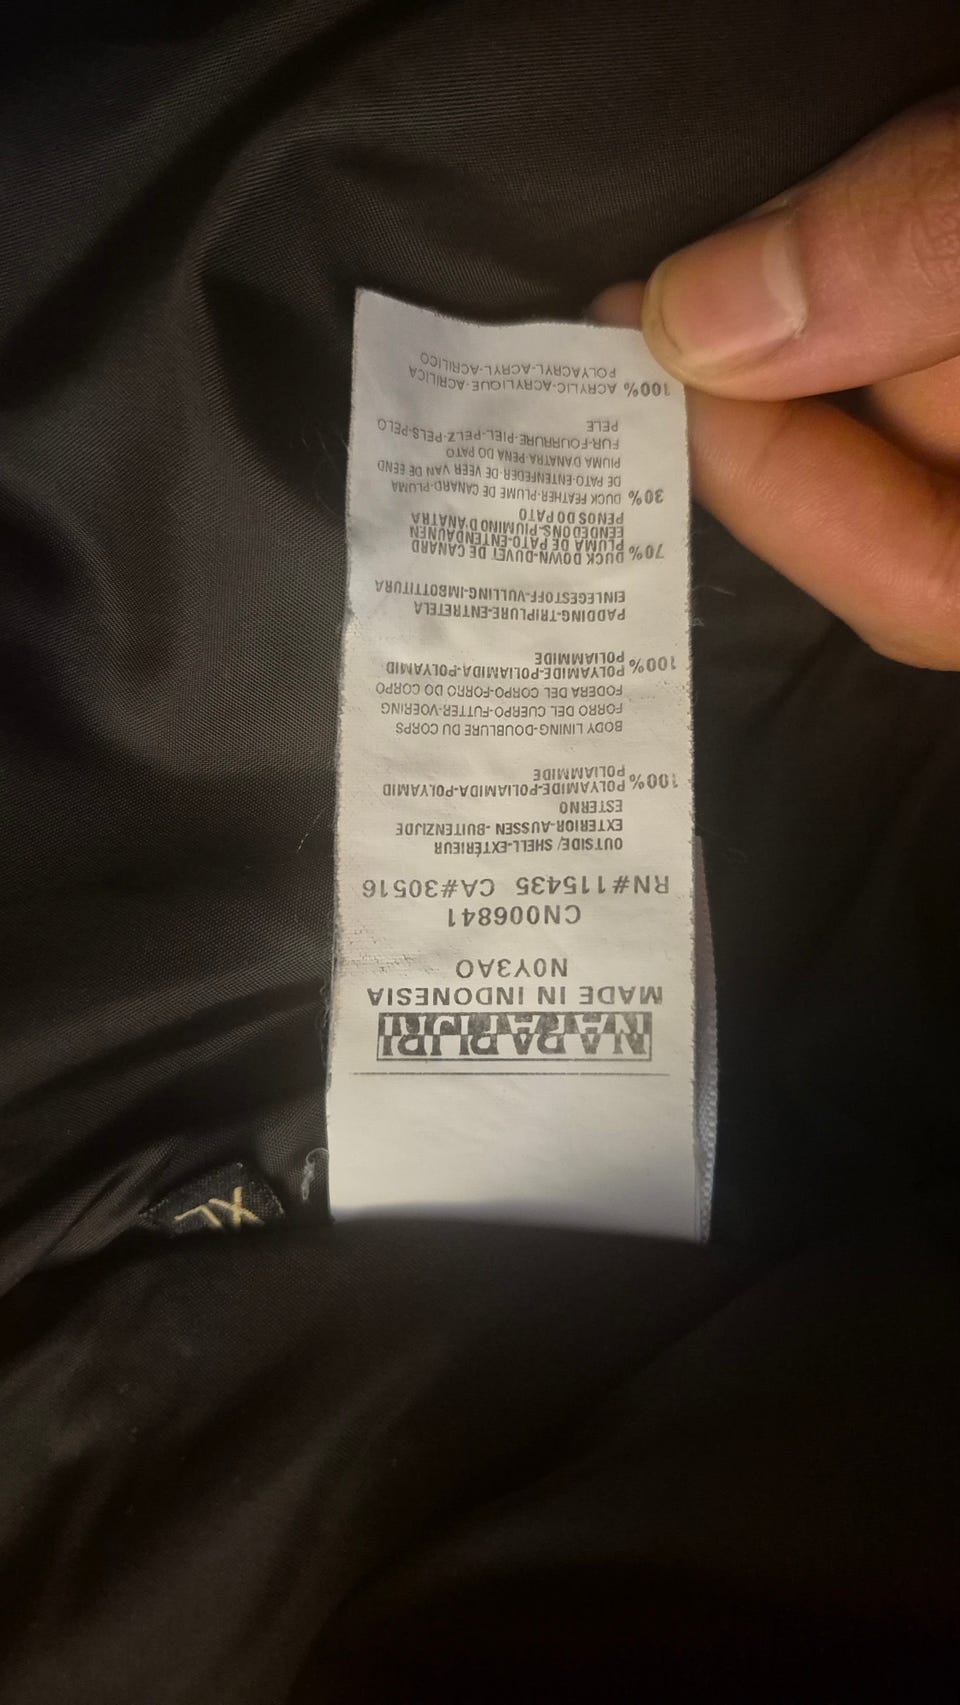 NAPAPIJRI
MADE IN INDONESIA
N0Y3AO
CN006841
RN#115435 CA#30516
OUTSIDE/SHELL-EXTÉRIEUR
EXTERIOR-AUSSEN-BUITENZIJDE
ESTERNO
100% POLYAMIDE-POLIAMIDA-POLYAMID
POLIAMMIDE
BODY LINING-DOUBLURE DU CORPS
FORRO DEL CUERPO-FUTTER-VOERING
FODERA DEL CORPO-FORRO DO CORPO
100% POLYAMIDE-POLIAMIDA-POLYAMID
POLIAMMIDE
PADDING-TRIPLURE-ENTRETELA
EINLEGESTOFF-VULLING-IMBOTTITURA
70% DUCK DOWN-DUVET DE CANARD
PLUMA DE PATO-ENTENDAUNEN
EENDEDONS-PIUMINO D'ANATRA
PENOS DO PATO
30% DUCK FEATHER-PLUME DE CANARD-PLUMA
DE PATO-ENTENFEDER-DE VEER VAN DE EEND
PIUMA D'ANATRA-PENA DO PATO
FUR-FOURRURE-PIEL-PELZ-PELS-PELO
PELE
100% ACRYLIC-ACRYLIQUE-ACRILICA
POLYACRYL-ACRYL-ACRILICO
XL